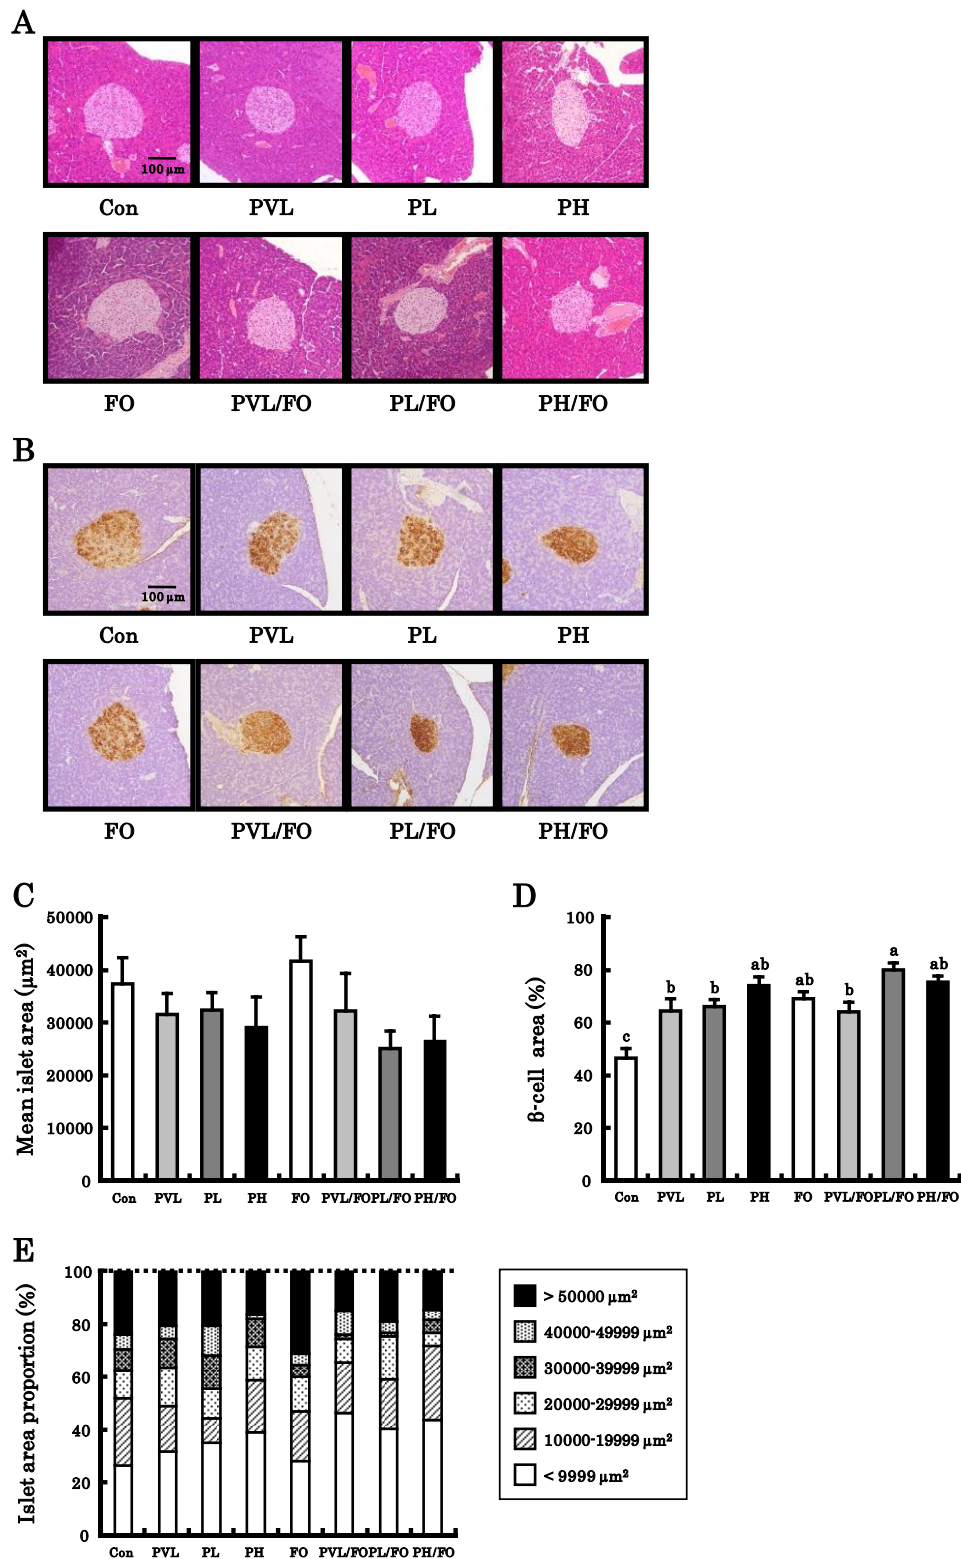 A
100 µm
Con PVL PL PH
FO PVL/FO PL/FO PH/FO
B
100 µm
Con PVL PL PH
FO PVL/FO PL/FO PH/FO
C
Mean islet area (µm²)
50000
40000
30000
20000
10000
0
Con PVL PL PH FO PVL/FO PL/FO PH/FO
D
β-cell area (%)
100
80
60
40
20
0
c b b ab ab b a ab
Con PVL PL PH FO PVL/FO PL/FO PH/FO
E
Islet area proportion (%)
100
80
60
40
20
0
Con PVL PL PH FO PVL/FO PL/FO PH/FO
> 50000 µm²
40000-49999 µm²
30000-39999 µm²
20000-29999 µm²
10000-19999 µm²
< 9999 µm²